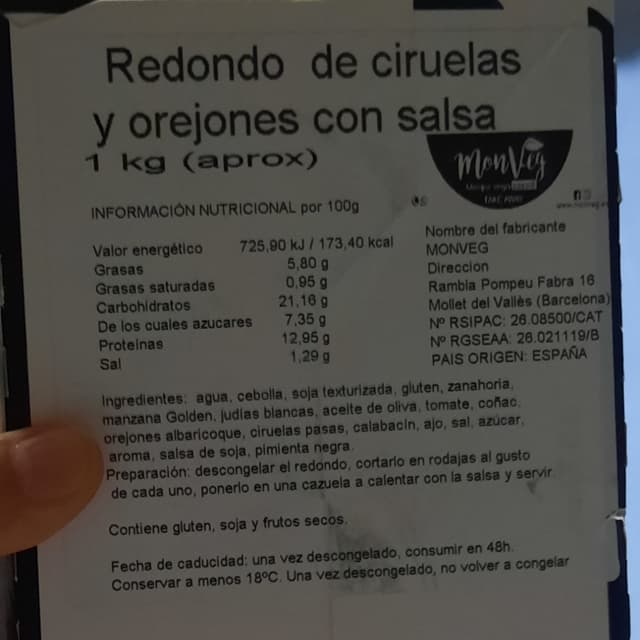 Redondo de ciruelas
y orejones con salsa
1 kg (aprox)
MonVeg
INFORMACIÓN NUTRICIONAL por 100g
Valor energético 725,90 kJ / 173,40 kcal
Grasas 5,80 g
Grasas saturadas 0,95 g
Carbohidratos 21,16 g
De los cuales azucares 7,35 g
Proteinas 12,95 g
Sal 1,29 g
Nombre del fabricante
MONVEG
Direccion
Rambla Pompeu Fabra 16
Mollet del Vallès (Barcelona)
Nº RSIPAC: 26.08500/CAT
Nº RGSEAA: 26.021119/B
PAIS ORIGEN: ESPAÑA
Ingredientes: agua, cebolla, soja texturizada, gluten, zanahoria,
manzana Golden, judías blancas, aceite de oliva, tomate, coñac,
orejones albaricoque, ciruelas pasas, calabacín, ajo, sal, azúcar,
aroma, salsa de soja, pimienta negra.
Preparación: descongelar el redondo, cortarlo en rodajas al gusto
de cada uno, ponerlo en una cazuela a calentar con la salsa y servir.
Contiene gluten, soja y frutos secos.
Fecha de caducidad: una vez descongelado, consumir en 48h.
Conservar a menos 18ºC. Una vez descongelado, no volver a congelar